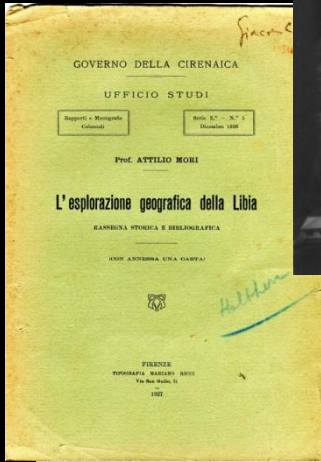 GOVERNO DELLA CIRENAICA
UFFICIO STUDI
Rapporti e Monografie
Coloniali
Serie 2.ª - N.º 5
Dicembre 1926
Prof. ATTILIO MORI
L'esplorazione geografica della Libia
RASSEGNA STORICA E BIBLIOGRAFICA
(CON ANNESSA UNA CARTA)
FIRENZE
TIPOGRAFIA MARIANO RICCI
Via San Gallo, 31
1927